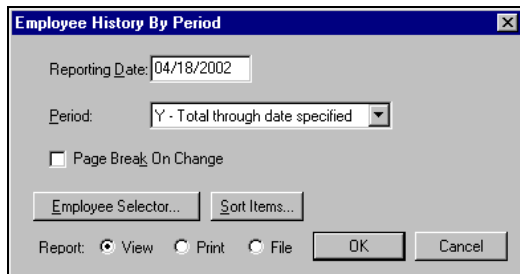 Employee History By Period
Reporting Date: 04/18/2002
Period: Y - Total through date specified
Page Break On Change
Employee Selector... Sort Items...
Report: View Print File OK Cancel